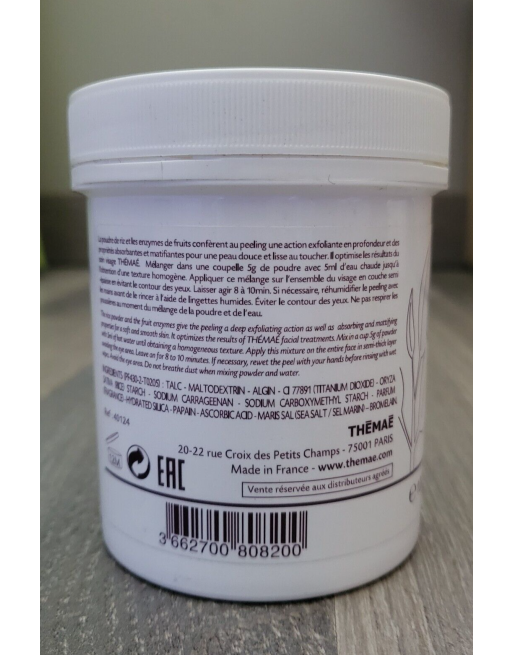 La poudre de riz et les enzymes de fruits confèrent au peeling une action exfoliante en profondeur et des
propriétés absorbantes et matifiantes pour une peau douce et lisse au toucher. Il optimise les résultats du
soin visage THÉMAÉ. Mélanger dans une coupelle 5g de poudre avec 5ml d'eau chaude jusqu'à
l'obtention d'une texture homogène. Appliquer ce mélange sur l'ensemble du visage en couche semi
épaisse en évitant le contour des yeux. Laisser agir 8 à 10min. Si nécessaire, réhumidifier le peeling avec
les mains avant de le rincer à l'aide de lingettes humides. Éviter le contour des yeux. Ne pas respirer les
poussières au moment du mélange de la poudre et de l'eau.
The rice powder and the fruit enzymes give the peeling a deep exfoliating action as well as absorbing and mattifying
properties for a soft and smooth skin. It optimizes the results of THÉMAÉ facial treatments. Mix in a cup 5g of powder
hot water until obtaining a homogeneous texture. Apply this mixture on the entire face in semi-thick layer
avoiding the eye area. Leave on for 8 to 10 minutes. If necessary, rewet the peel with your hands before rinsing with wet
wipes. Avoid the eye area. Do not breathe dust when mixing powder and water.
INGREDIENTS (PPH30-2-T0205) : TALC - MALTODEXTRIN - ALGIN - CI 77891 (TITANIUM DIOXIDE) - ORYZA
SATIVA (RICE) STARCH - SODIUM CARRAGEENAN - SODIUM CARBOXYMETHYL STARCH - PARFUM
FRAGRANCE - HYDRATED SILICA - PAPAIN - ASCORBIC ACID - MARIS SAL (SEA SALT / SEL MARIN) - BROMELAIN
Ref : 40124
THÉMAÉ
20-22 rue Croix des Petits Champs - 75001 PARIS
Made in France - www.themae.com
EAC
Vente réservée aux distributeurs agréés
3 662700 808200